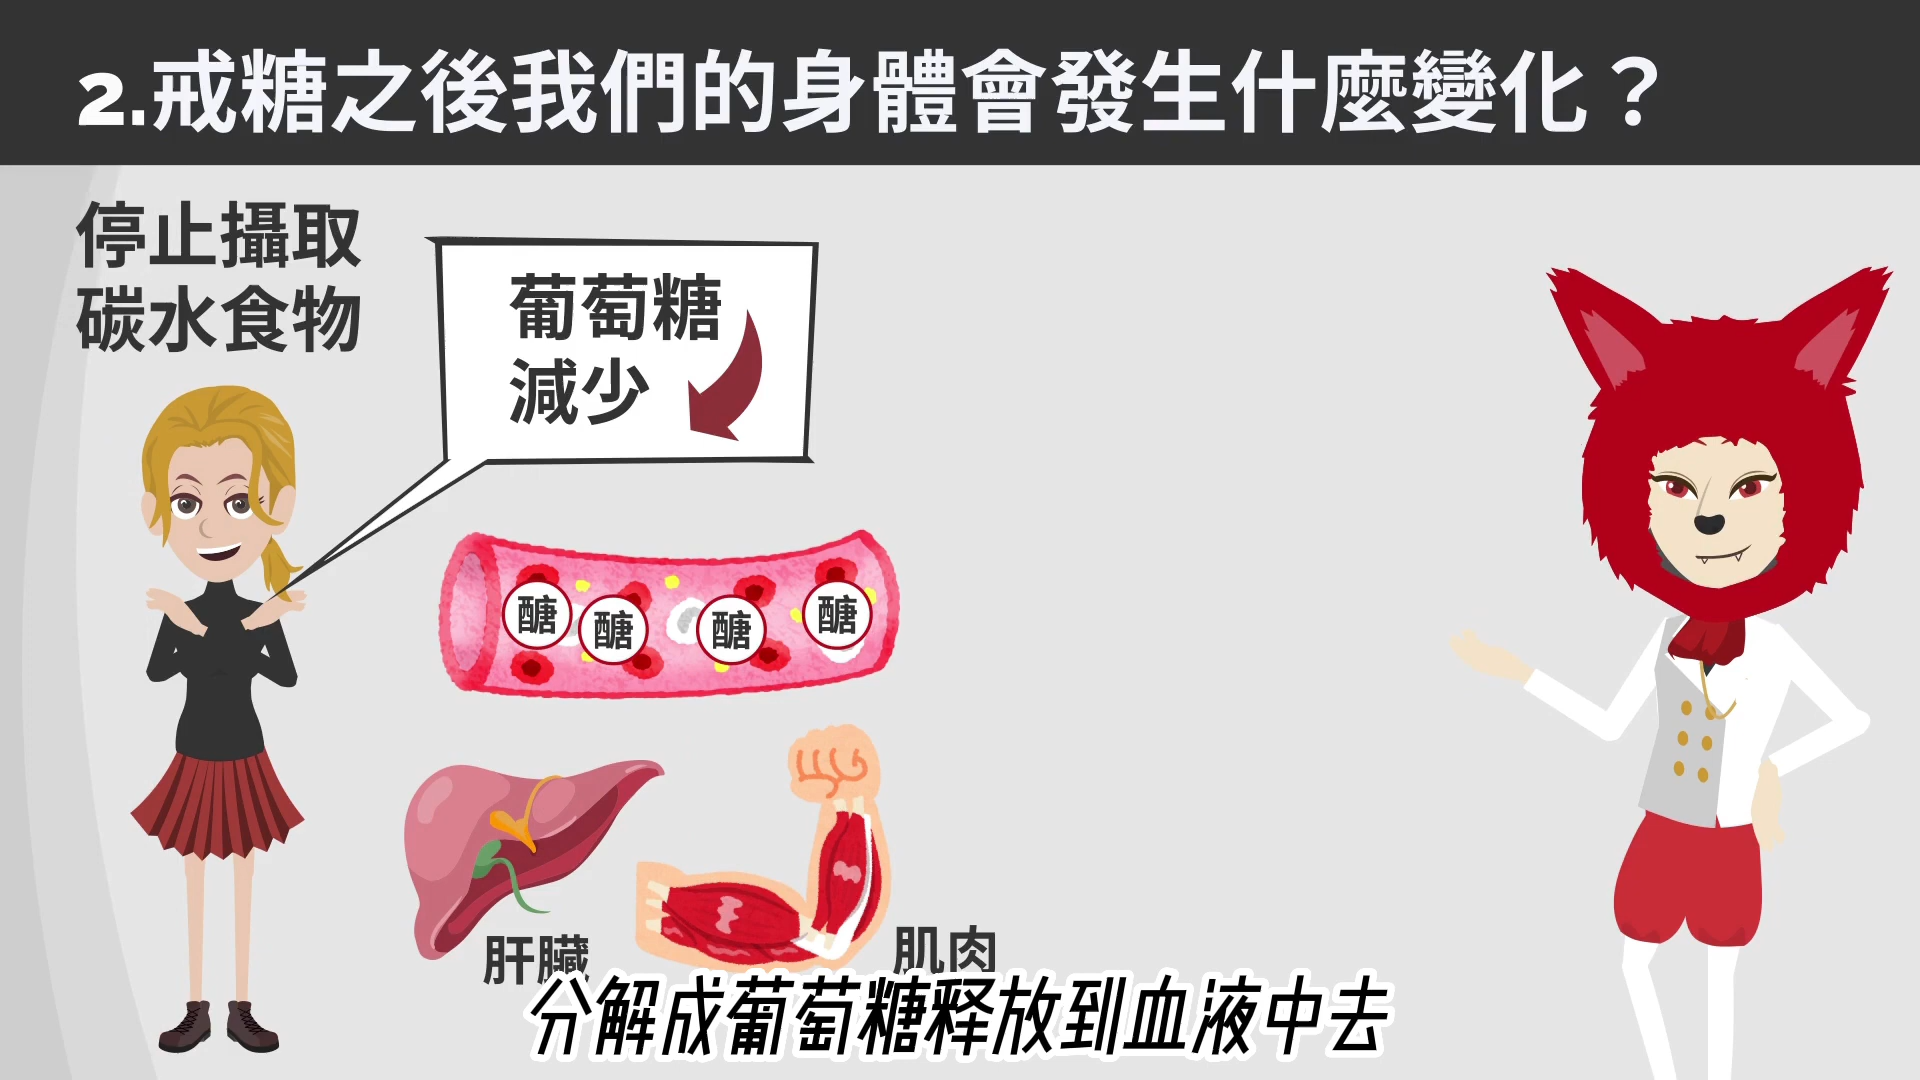 2.戒糖之後我們的身體會發生什麼變化？
停止攝取
碳水食物
葡萄糖
減少
醣
醣
醣
醣
肝臟
肌肉
分解成葡萄糖释放到血液中去